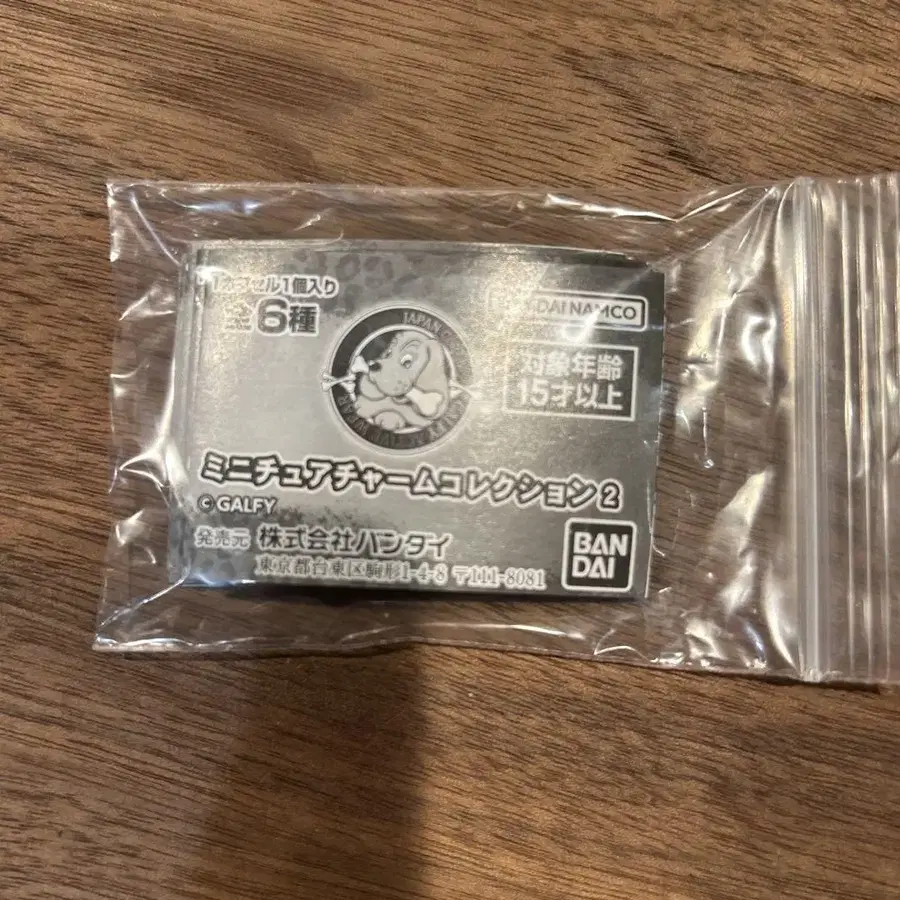 1カプセル1個入り
全6種
JAPAN
BANDAI NAMCO
対象年齢
15才以上
ミニチュアチャームコレクション2
© GALFY
発売元 株式会社バンダイ
東京都台東区駒形1-4-8 〒111-8081
BAN
DAI